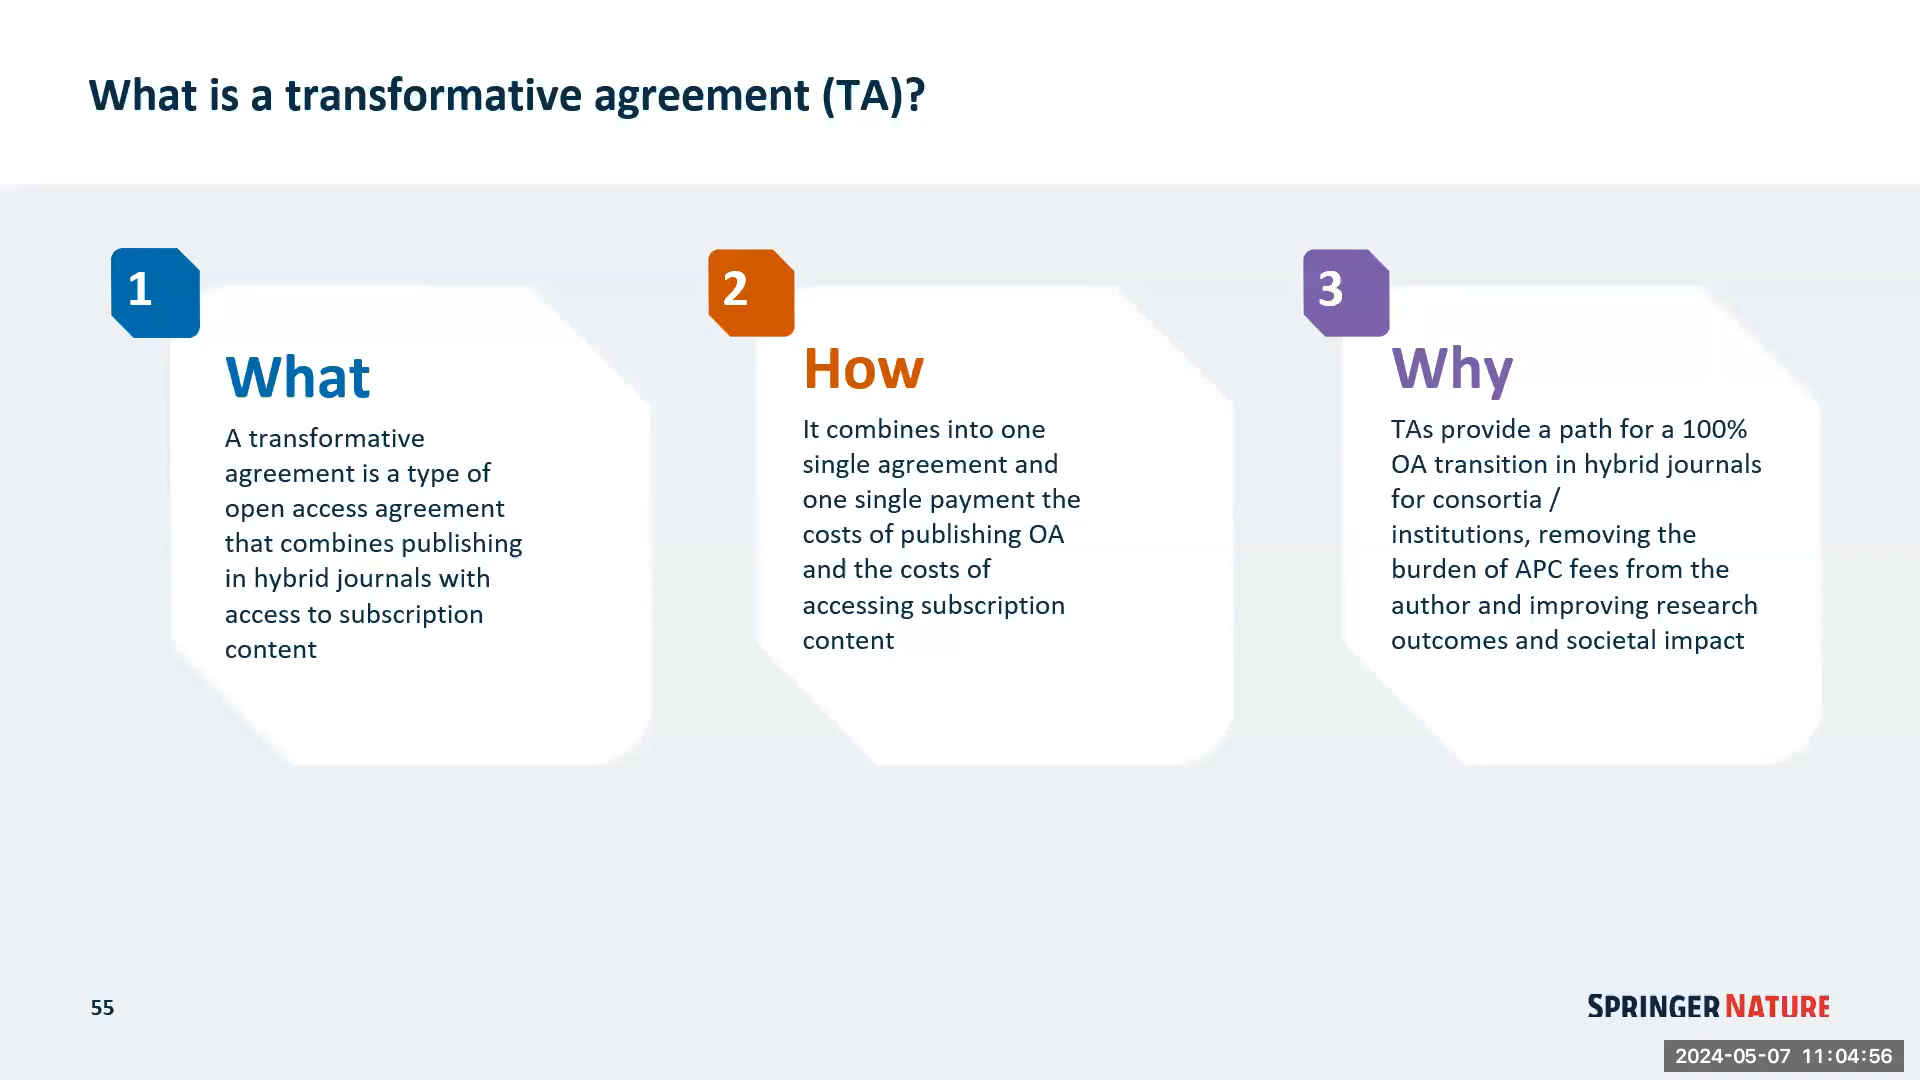 What is a transformative agreement (TA)?
1
What
A transformative
agreement is a type of
open access agreement
that combines publishing
in hybrid journals with
access to subscription
content
2
How
It combines into one
single agreement and
one single payment the
costs of publishing OA
and the costs of
accessing subscription
content
3
Why
TAs provide a path for a 100%
OA transition in hybrid journals
for consortia /
institutions, removing the
burden of APC fees from the
author and improving research
outcomes and societal impact
55
SPRINGER NATURE
2024-05-07 11:04:56